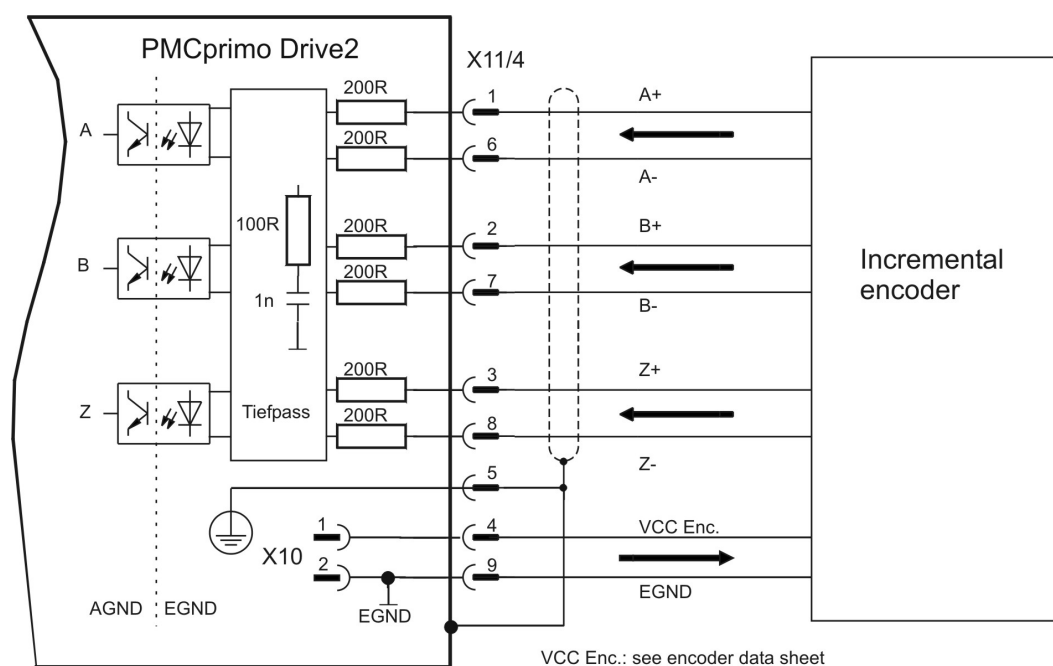 PMCprimo Drive2
X11/4
200R
1
A+
A
200R
6
A-
200R
2
B+
100R
B
200R
7
1n
B-
Incremental
encoder
200R
3
Z+
Z
Tiefpass
200R
8
Z-
5
1
4
VCC Enc.
X10
2
9
EGND
AGND
EGND
EGND
VCC Enc.: see encoder data sheet